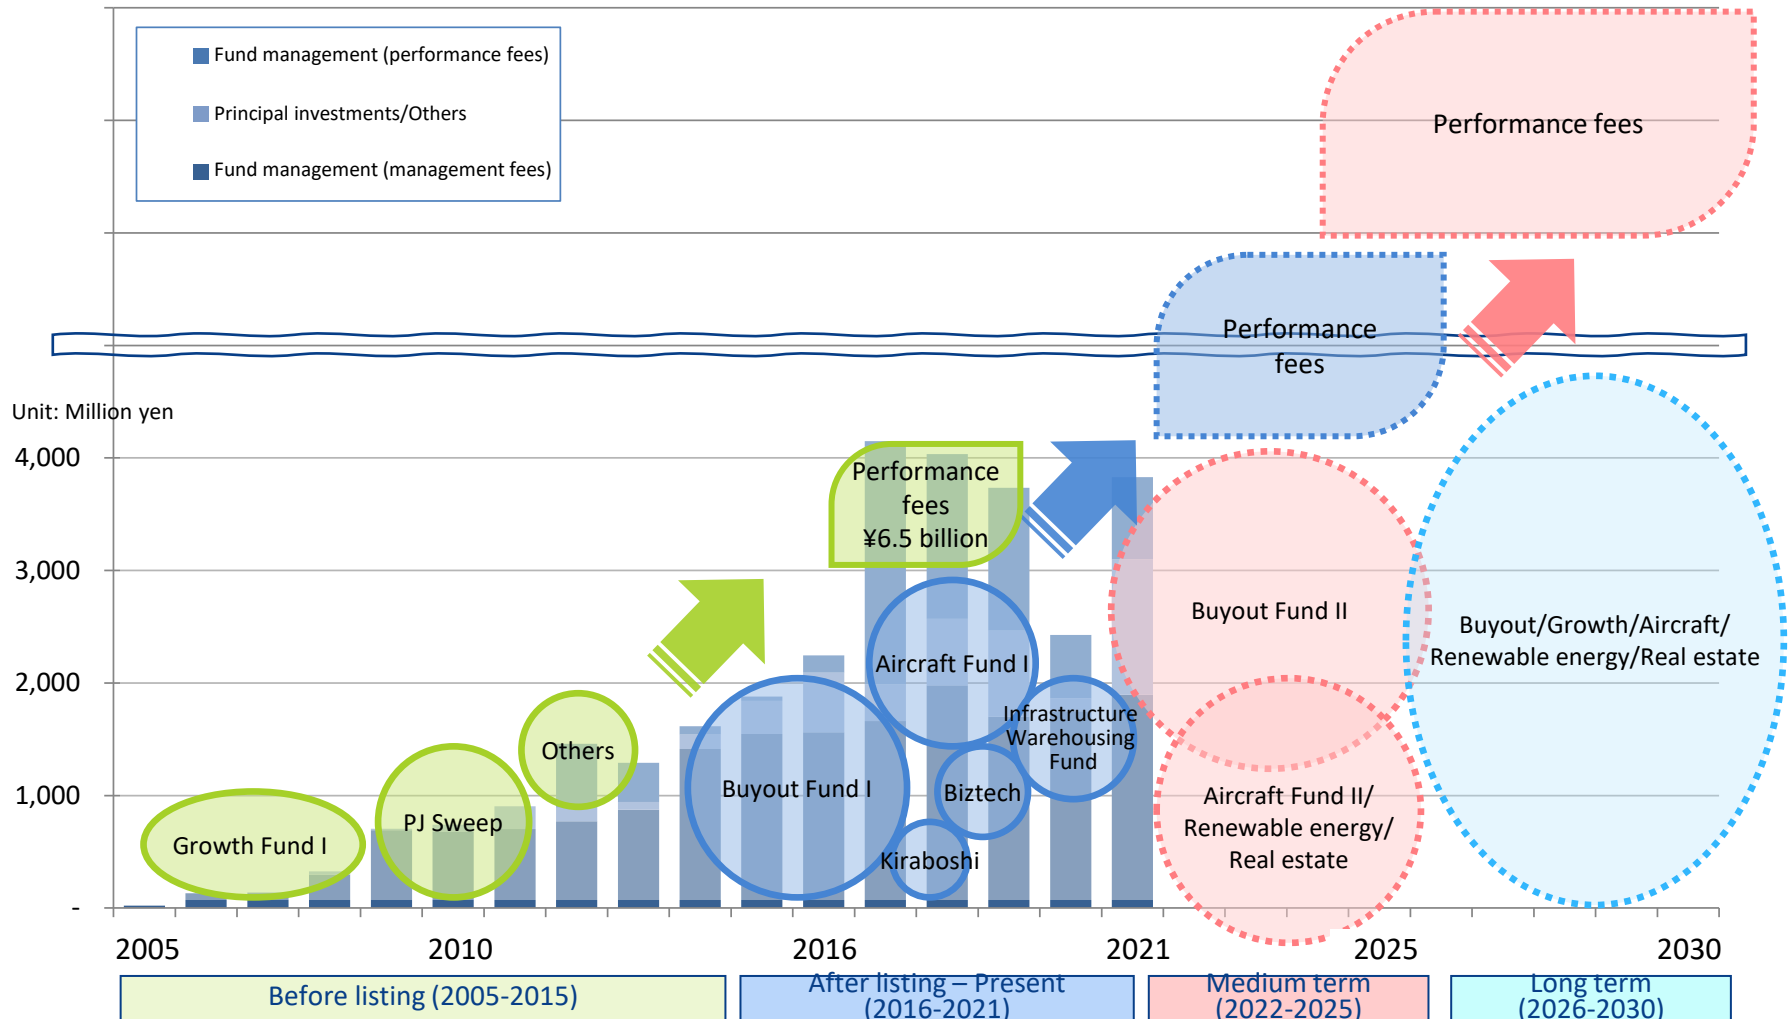 Fund management (performance fees)
Principal investments/Others
Fund management (management fees)
Performance fees
Performance
fees
Unit: Million yen
4,000
3,000
2,000
1,000
-
Performance
fees
¥6.5 billion
Growth Fund I
PJ Sweep
Others
Buyout Fund I
Aircraft Fund I
Infrastructure
Warehousing
Fund
Biztech
Kiraboshi
Buyout Fund II
Aircraft Fund II/
Renewable energy/
Real estate
Buyout/Growth/Aircraft/
Renewable energy/Real estate
2005
2010
2016
2021
2025
2030
Before listing (2005-2015)
After listing – Present
(2016-2021)
Medium term
(2022-2025)
Long term
(2026-2030)